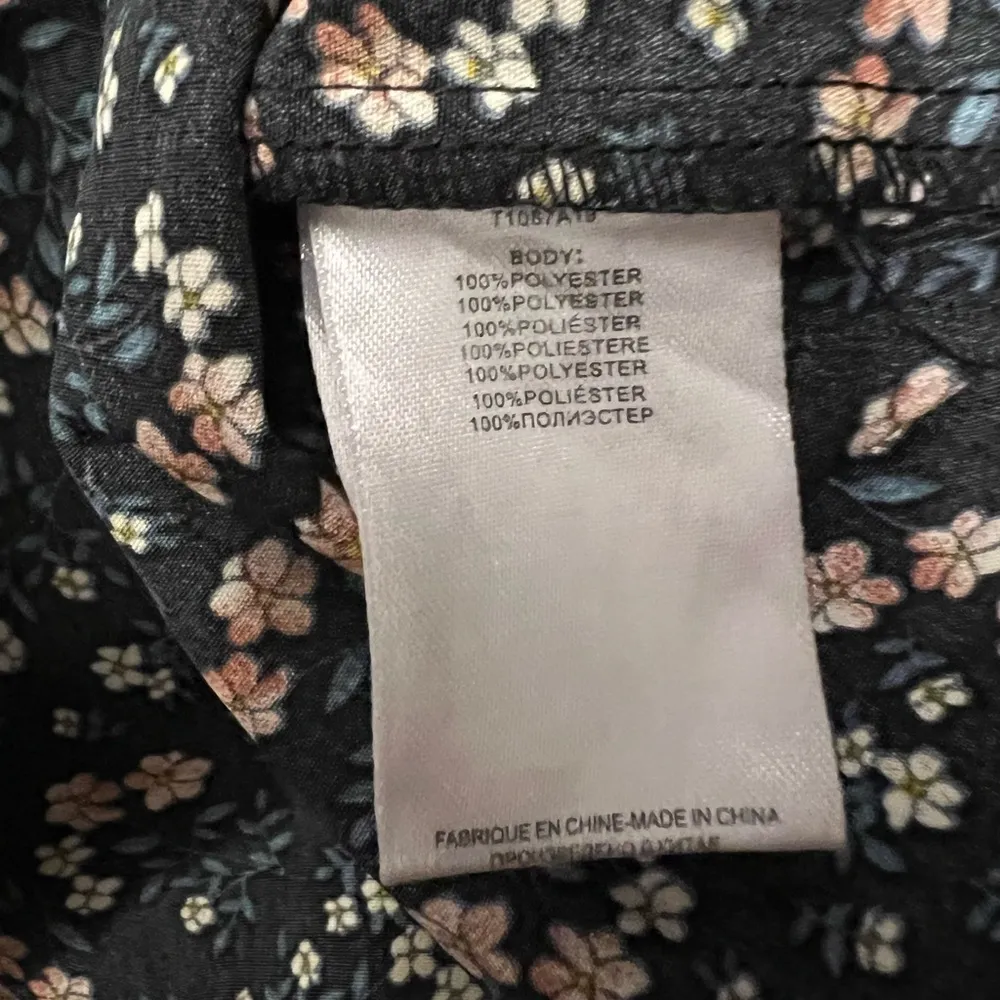 T1067A19
BODY:
100%POLYESTER
100%POLYESTER
100%POLIÉSTER
100%POLIESTERE
100%POLYESTER
100%POLIÉSTER
100%ПОЛИЭСТЕР
FABRIQUE EN CHINE-MADE IN CHINA